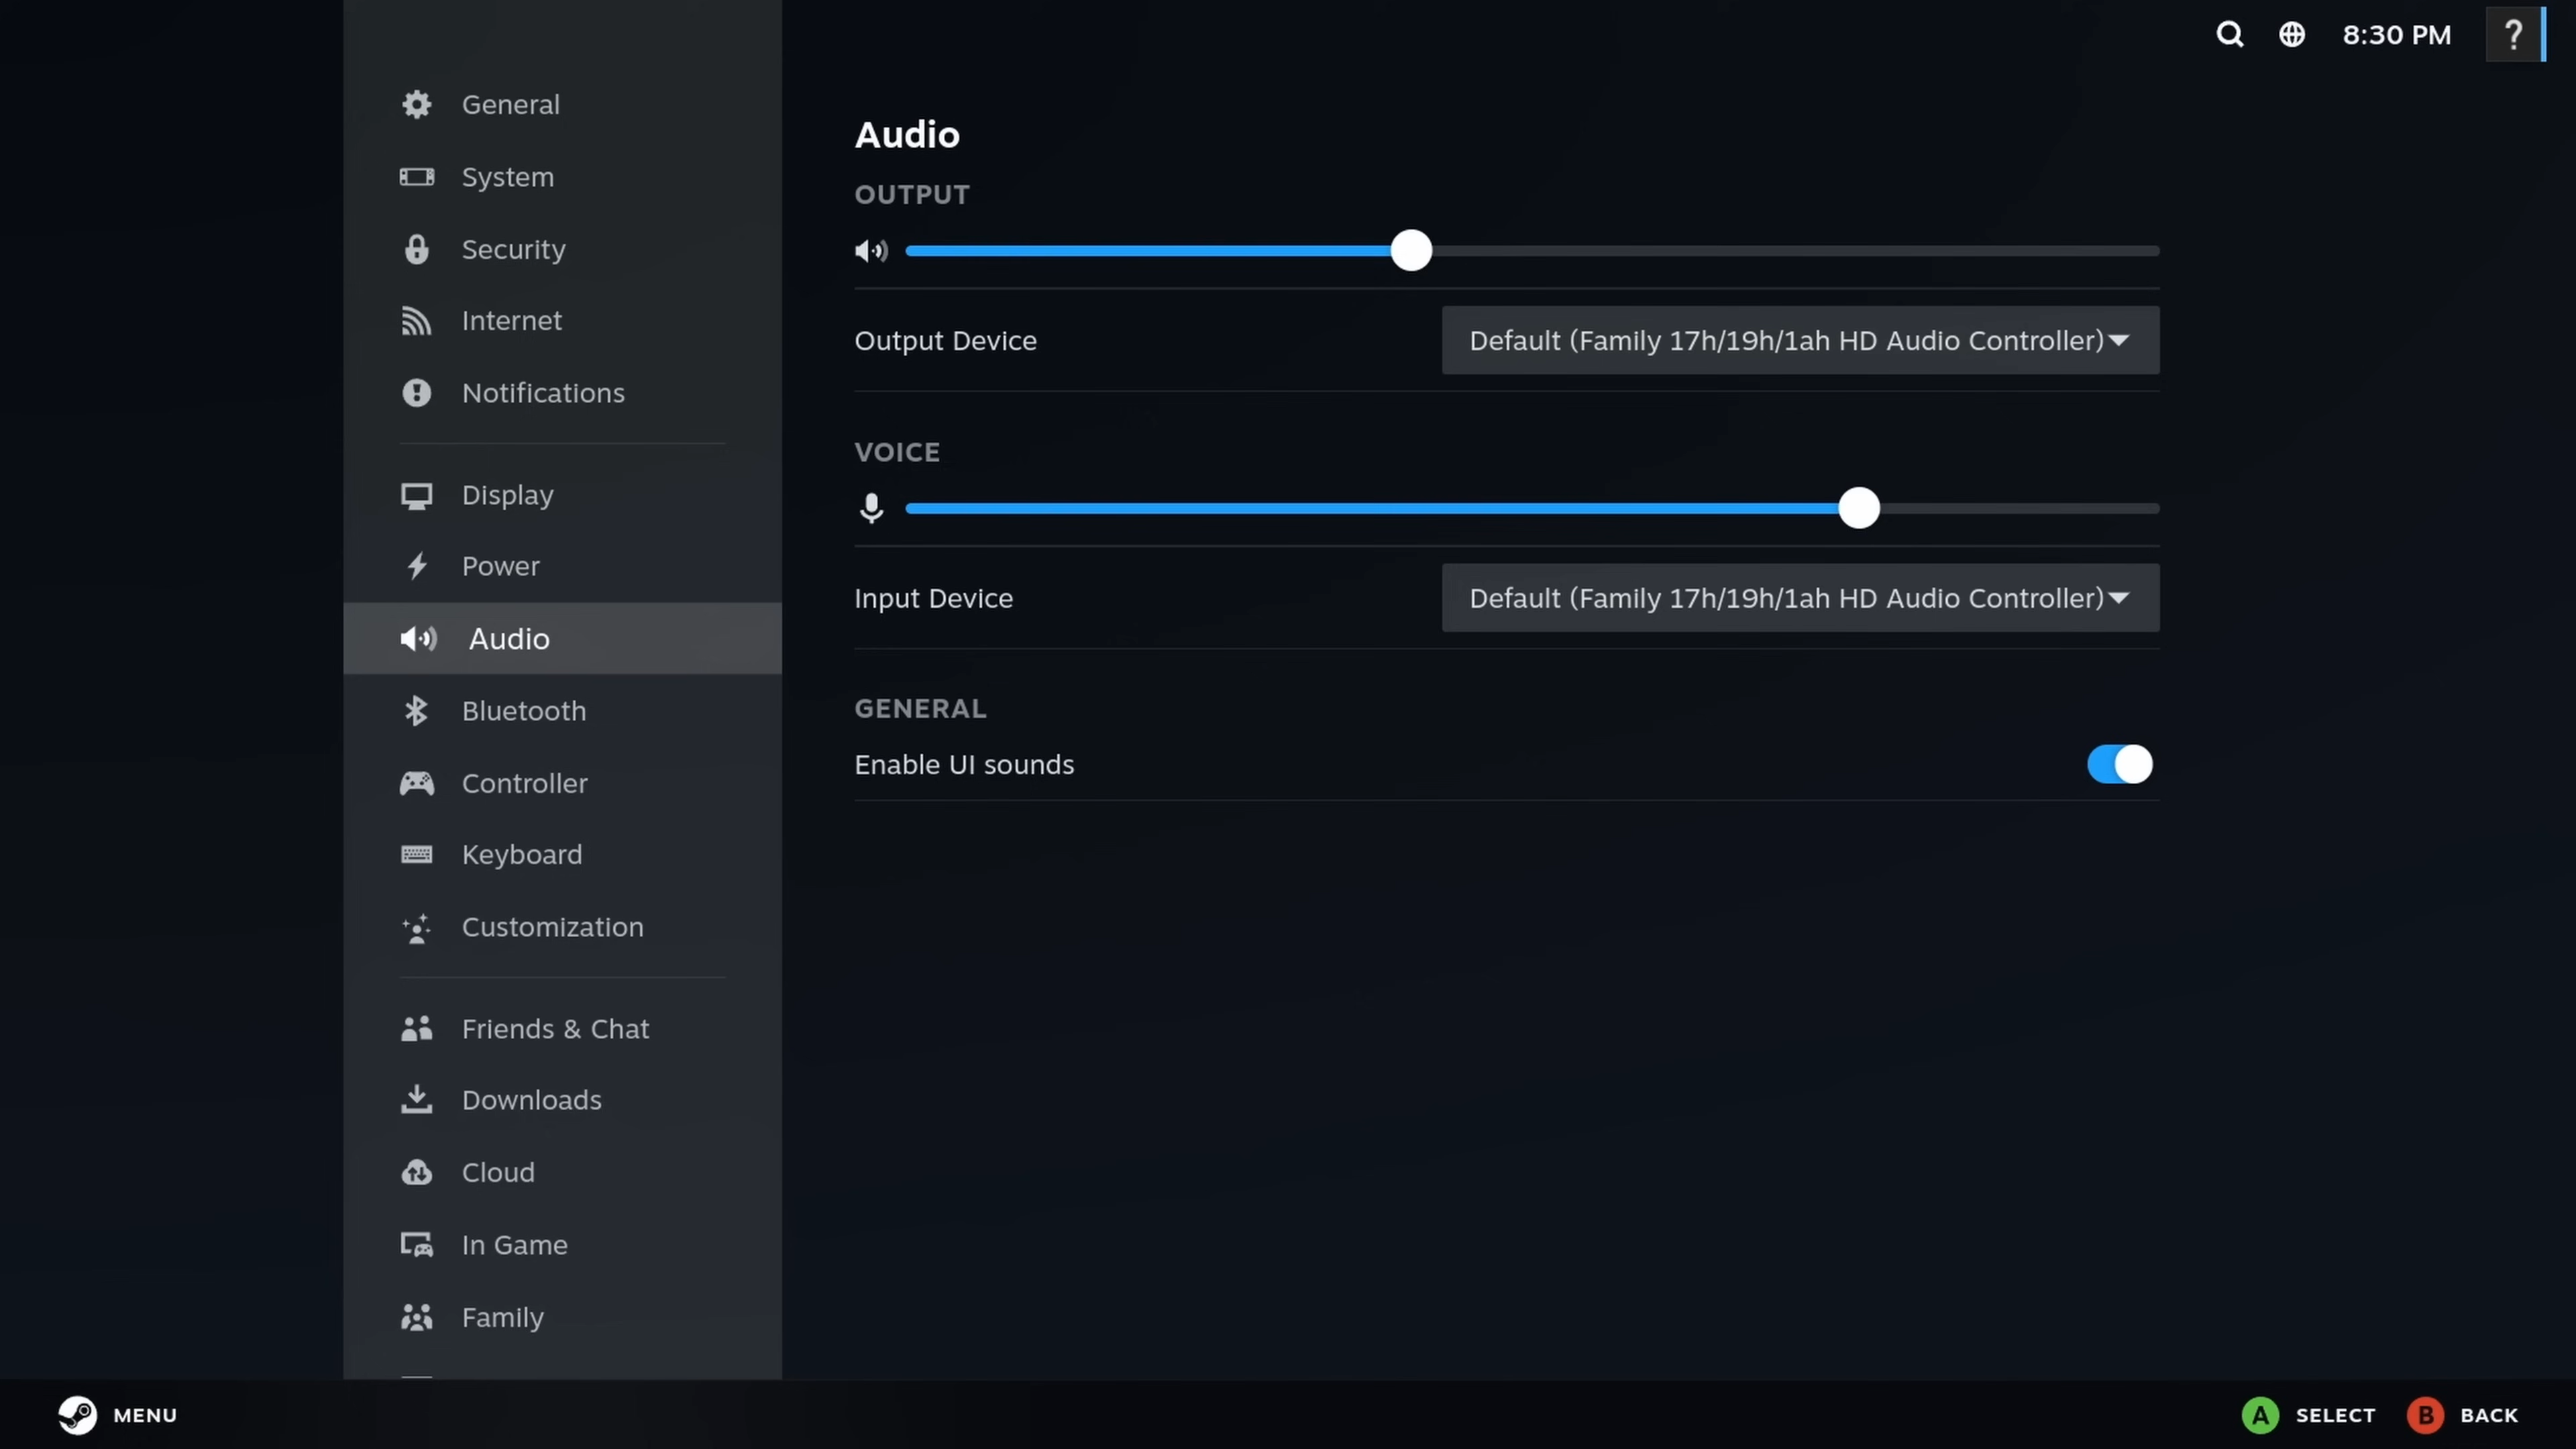 8:30 PM
?
General
System
Security
Internet
Notifications
Display
Power
Audio
Bluetooth
Controller
Keyboard
Customization
Friends & Chat
Downloads
Cloud
In Game
Family
Audio
OUTPUT
Output Device
Default (Family 17h/19h/1ah HD Audio Controller)
VOICE
Input Device
Default (Family 17h/19h/1ah HD Audio Controller)
GENERAL
Enable UI sounds
MENU
A SELECT B BACK